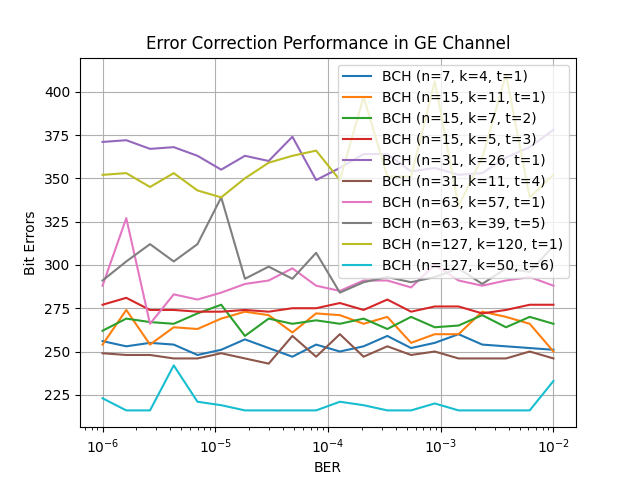 Error Correction Performance in GE Channel
BCH (n=7, k=4, t=1)
BCH (n=15, k=11, t=1)
BCH (n=15, k=7, t=2)
BCH (n=15, k=5, t=3)
BCH (n=31, k=26, t=1)
BCH (n=31, k=11, t=4)
BCH (n=63, k=57, t=1)
BCH (n=63, k=39, t=5)
BCH (n=127, k=120, t=1)
BCH (n=127, k=50, t=6)
Bit Errors
400
375
350
325
300
275
250
225
10⁻⁶ 10⁻⁵ 10⁻⁴ 10⁻³ 10⁻²
BER